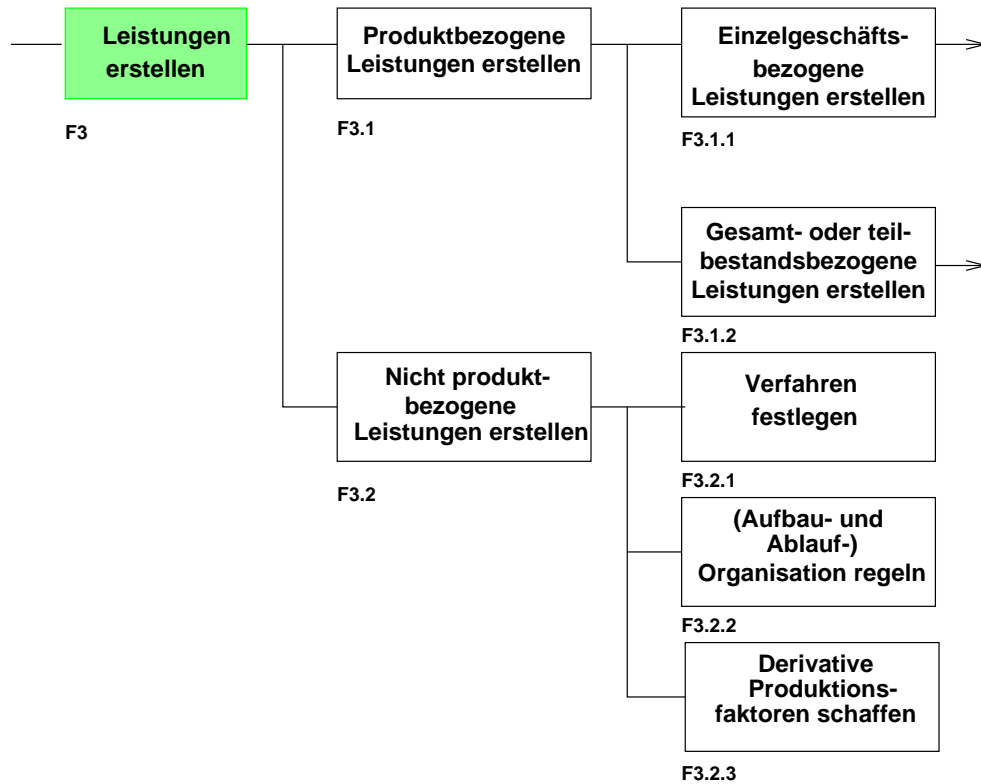 Leistungen
erstellen
F3
Produktbezogene
Leistungen erstellen
F3.1
Einzelgeschäfts-
bezogene
Leistungen erstellen
F3.1.1
Gesamt- oder teil-
bestandsbezogene
Leistungen erstellen
F3.1.2
Nicht produkt-
bezogene
Leistungen erstellen
F3.2
Verfahren
festlegen
F3.2.1
(Aufbau- und
Ablauf-)
Organisation regeln
F3.2.2
Derivative
Produktions-
faktoren schaffen
F3.2.3